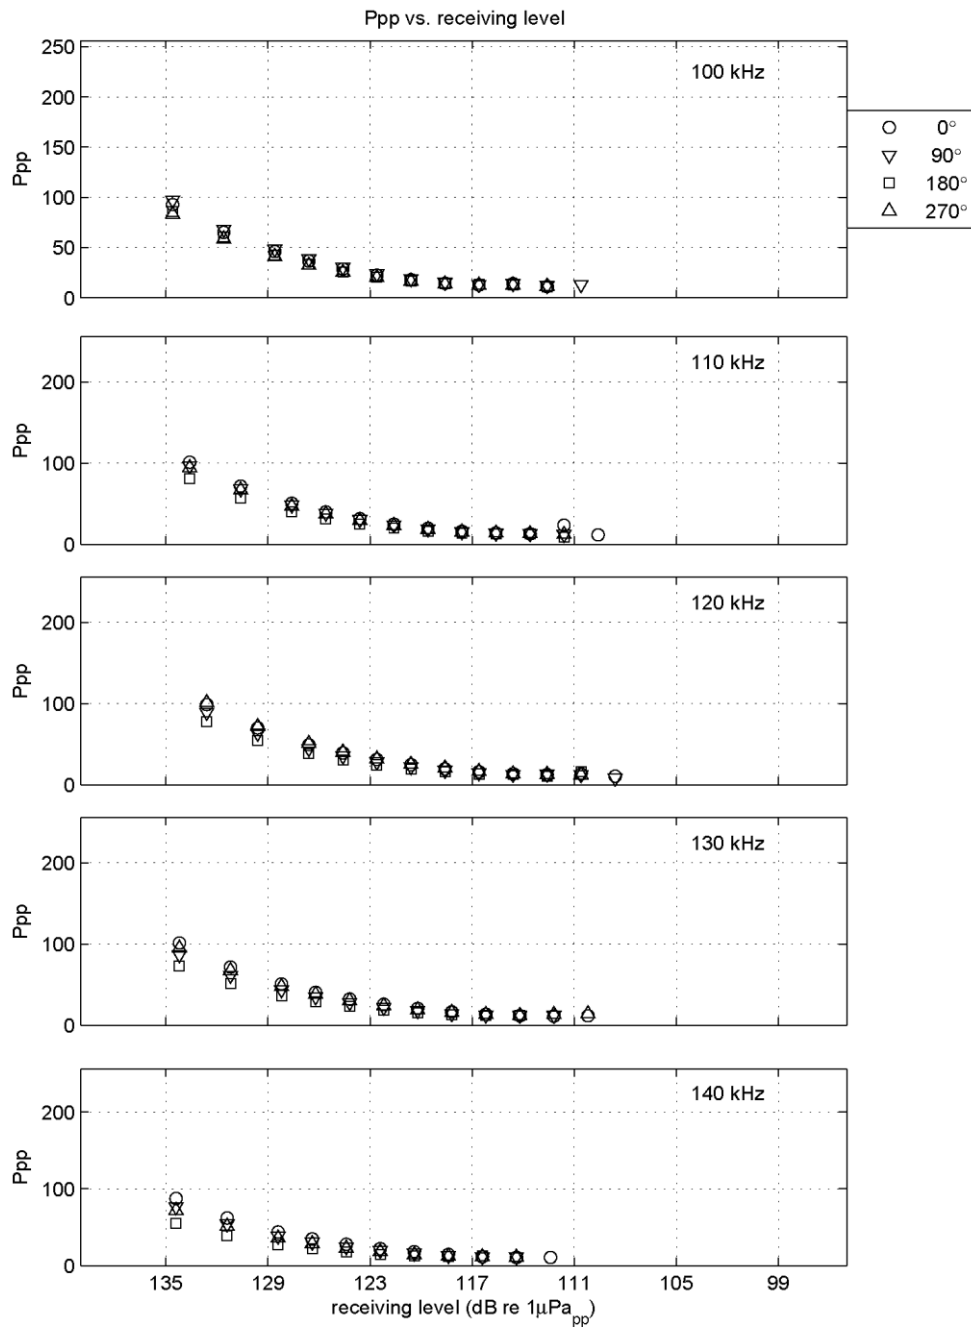 Ppp vs. receiving level
250
200
150
100
50
0
Ppp
100 kHz
0°
90°
180°
270°
200
100
0
Ppp
110 kHz
200
100
0
Ppp
120 kHz
200
100
0
Ppp
130 kHz
200
100
0
Ppp
140 kHz
135 129 123 117 111 105 99
receiving level (dB re 1μPa_pp)